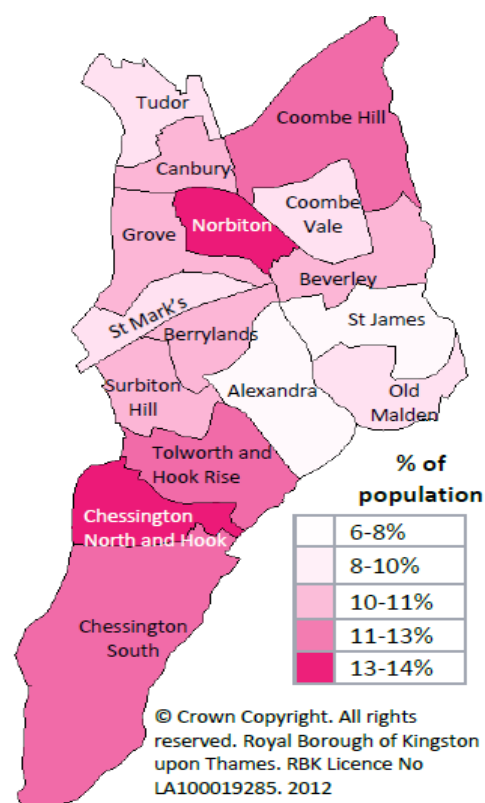 Tudor
Coombe Hill
Canbury
Coombe
Vale
Norbiton
Grove
Beverley
St Mark's
St James
Berrylands
Surbiton
Hill
Alexandra
Old
Malden
Tolworth and
Hook Rise
% of
population
6-8%
8-10%
10-11%
11-13%
13-14%
Chessington
North and Hook
Chessington
South
© Crown Copyright. All rights
reserved. Royal Borough of Kingston
upon Thames. RBK Licence No
LA100019285. 2012